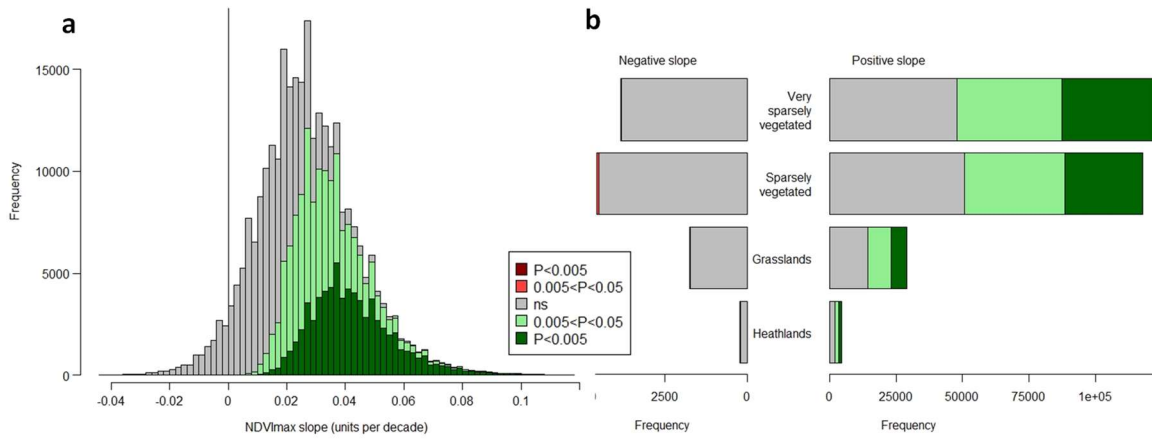 a
Frequency
15000
10000
5000
0
-0.04
-0.02
0
0.02
0.04
0.06
0.08
0.1
NDVImax slope (units per decade)
P<0.005
0.005<P<0.05
ns
0.005<P<0.05
P<0.005
b
Negative slope
Positive slope
Very
sparsely
vegetated
Sparsely
vegetated
Grasslands
Heathlands
2500
0
0
25000
50000
75000
1e+05
Frequency
Frequency